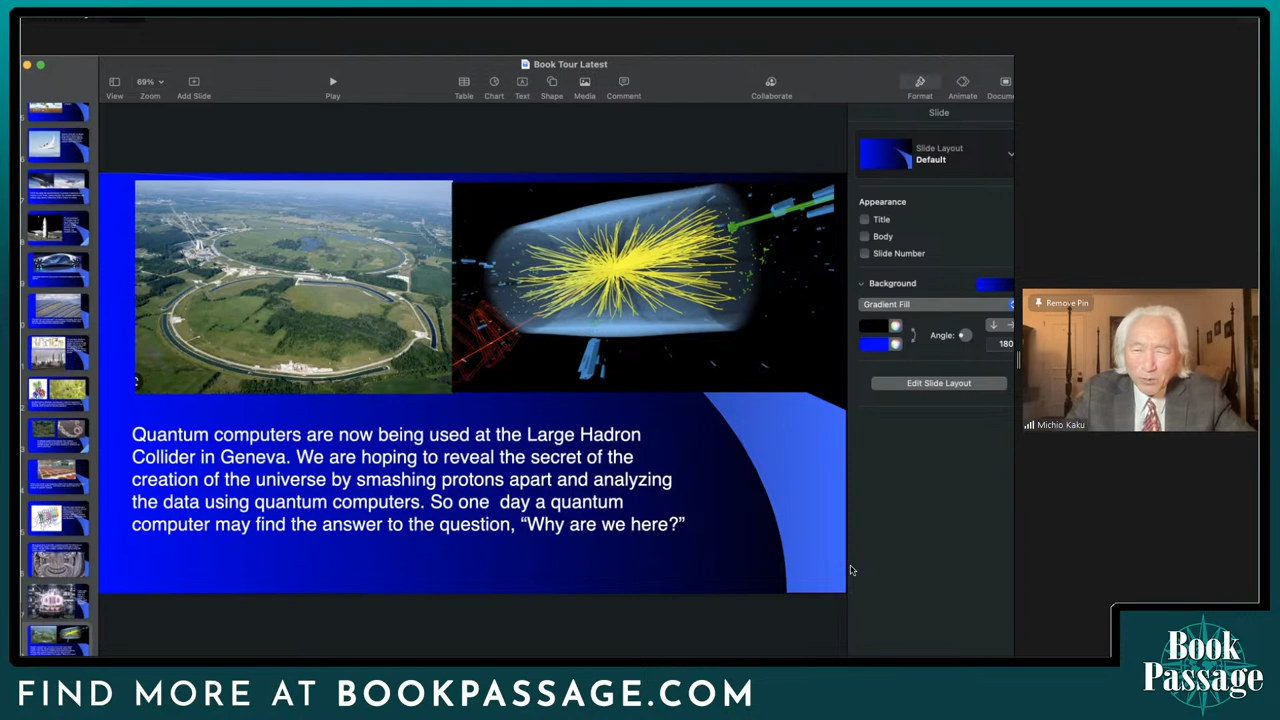 Book Tour Latest
69%
View
Zoom
Add Slide
Play
Table
Chart
Text
Shape
Media
Comment
Collaborate
Format
Animate
Docum
Slide
Slide Layout
Default
Appearance
Title
Body
Slide Number
Background
Gradient Fill
Angle:
180
Edit Slide Layout
Quantum computers are now being used at the Large Hadron
Collider in Geneva. We are hoping to reveal the secret of the
creation of the universe by smashing protons apart and analyzing
the data using quantum computers. So one day a quantum
computer may find the answer to the question, “Why are we here?”
Remove Pin
Michio Kaku
FIND MORE AT BOOKPASSAGE.COM
Book
Passage